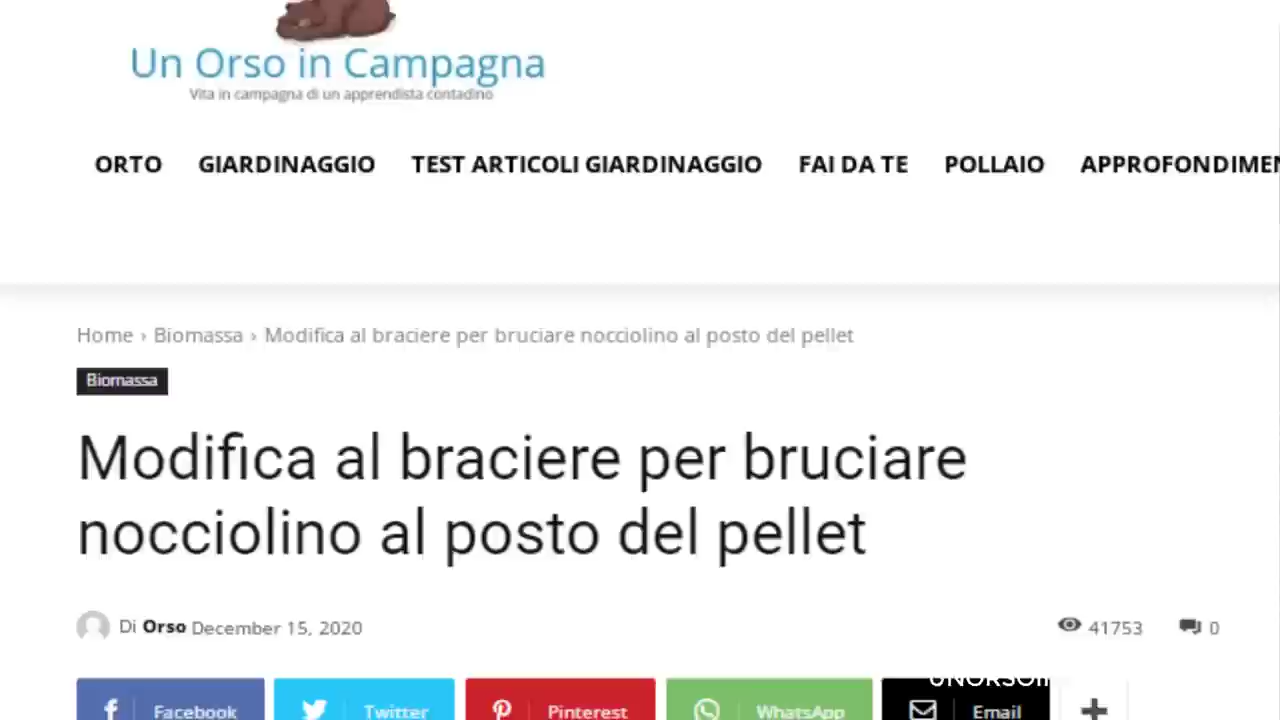 Un Orso in Campagna
Vita in campagna di un apprendista contadino
ORTO GIARDINAGGIO TEST ARTICOLI GIARDINAGGIO FAI DA TE POLLAIO APPROFONDIMEN
Home › Biomassa › Modifica al braciere per bruciare nocciolino al posto del pellet
Biomassa
Modifica al braciere per bruciare
nocciolino al posto del pellet
Di Orso December 15, 2020 41753 0
Facebook Twitter Pinterest WhatsApp Email